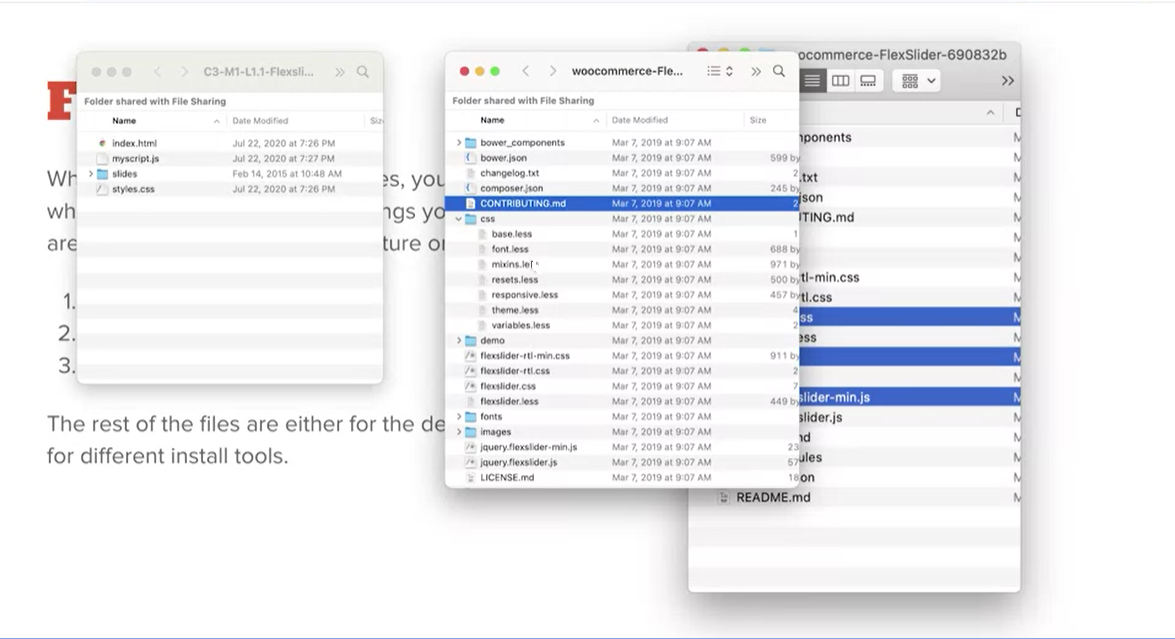 F
Wh
wh
are
1.
2.
3.
C3-M1-L1.1-Flexsli...
Folder shared with File Sharing
Name Date Modified Siz
index.html Jul 22, 2020 at 7:26 PM
myscript.js Jul 22, 2020 at 7:27 PM
slides Feb 14, 2015 at 10:48 AM
styles.css Jul 22, 2020 at 7:26 PM
es, you
ngs yo
ture or
The rest of the files are either for the de
for different install tools.
woocommerce-Fle...
Folder shared with File Sharing
Name Date Modified Size
bower_components Mar 7, 2019 at 9:07 AM
bower.json Mar 7, 2019 at 9:07 AM 599 by
changelog.txt Mar 7, 2019 at 9:07 AM 2
composer.json Mar 7, 2019 at 9:07 AM 245 by
CONTRIBUTING.md Mar 7, 2019 at 9:07 AM 2
css Mar 7, 2019 at 9:07 AM
base.less Mar 7, 2019 at 9:07 AM 1
font.less Mar 7, 2019 at 9:07 AM 688 by
mixins.le Mar 7, 2019 at 9:07 AM 971 by
resets.less Mar 7, 2019 at 9:07 AM 500 by
responsive.less Mar 7, 2019 at 9:07 AM 457 by
theme.less Mar 7, 2019 at 9:07 AM 4
variables.less Mar 7, 2019 at 9:07 AM 2
demo Mar 7, 2019 at 9:07 AM
flexslider-rtl-min.css Mar 7, 2019 at 9:07 AM 911 by
flexslider-rtl.css Mar 7, 2019 at 9:07 AM 2
flexslider.css Mar 7, 2019 at 9:07 AM 7
flexslider.less Mar 7, 2019 at 9:07 AM 449 by
fonts Mar 7, 2019 at 9:07 AM
images Mar 7, 2019 at 9:07 AM
jquery.flexslider-min.js Mar 7, 2019 at 9:07 AM 23
jquery.flexslider.js Mar 7, 2019 at 9:07 AM 57
LICENSE.md Mar 7, 2019 at 9:07 AM 18
ocommerce-FlexSlider-690832b
D
mponents M
M
.txt M
json M
TING.md M
M
M
tl-min.css M
tl.css M
ss M
ess M
M
M
slider-min.js M
slider.js M
nd M
ules M
on M
README.md M